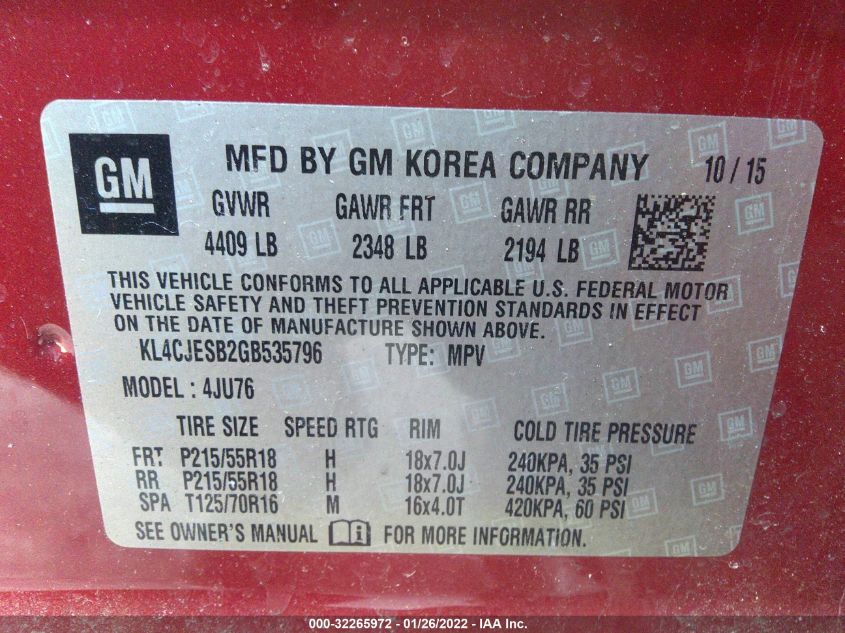 GM
MFD BY GM KOREA COMPANY 10 / 15
GVWR GAWR FRT GAWR RR
4409 LB 2348 LB 2194 LB
THIS VEHICLE CONFORMS TO ALL APPLICABLE U.S. FEDERAL MOTOR
VEHICLE SAFETY AND THEFT PREVENTION STANDARDS IN EFFECT
ON THE DATE OF MANUFACTURE SHOWN ABOVE.
KL4CJESB2GB535796 TYPE: MPV
MODEL : 4JU76
TIRE SIZE SPEED RTG RIM COLD TIRE PRESSURE
FRT P215/55R18 H 18x7.0J 240KPA, 35 PSI
RR P215/55R18 H 18x7.0J 240KPA, 35 PSI
SPA T125/70R16 M 16x4.0T 420KPA, 60 PSI
SEE OWNER'S MANUAL FOR MORE INFORMATION.
000-32265972 — 01/26/2022 - IAA Inc.